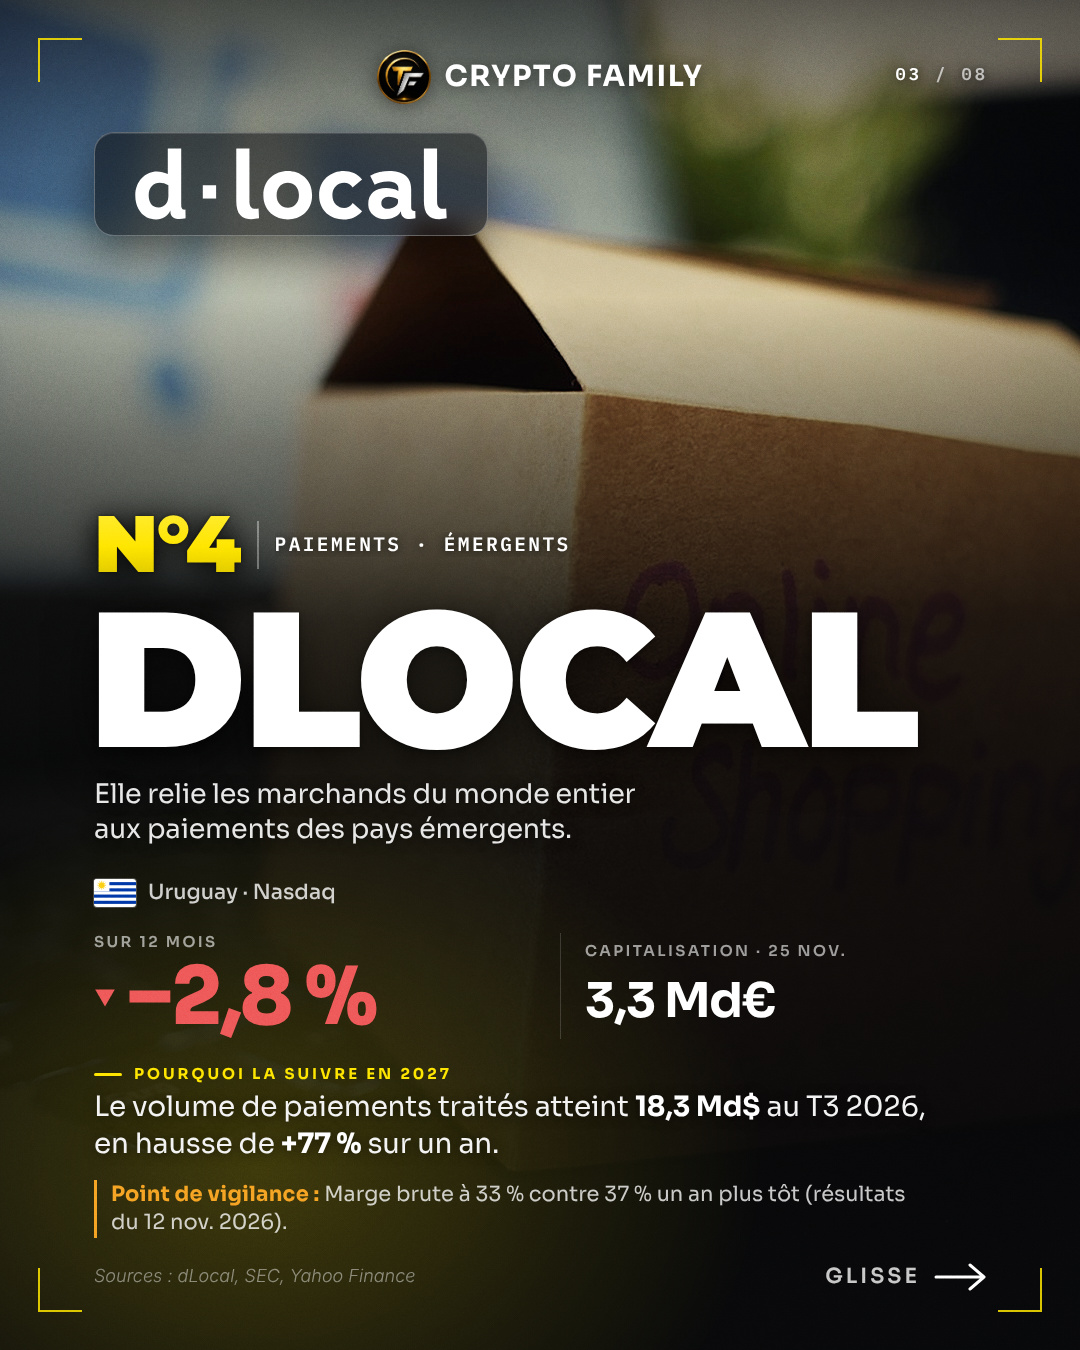 CRYPTO FAMILY
03 / 08
d·local
N°4
PAIEMENTS · ÉMERGENTS
Online
DLOCAL
Shopping
Elle relie les marchands du monde entier
aux paiements des pays émergents.
Uruguay · Nasdaq
SUR 12 MOIS
−2,8 %
CAPITALISATION · 25 NOV.
3,3 Md€
POURQUOI LA SUIVRE EN 2027
Le volume de paiements traités atteint 18,3 Md$ au T3 2026,
en hausse de +77 % sur un an.
Point de vigilance : Marge brute à 33 % contre 37 % un an plus tôt (résultats
du 12 nov. 2026).
Sources : dLocal, SEC, Yahoo Finance
GLISSE